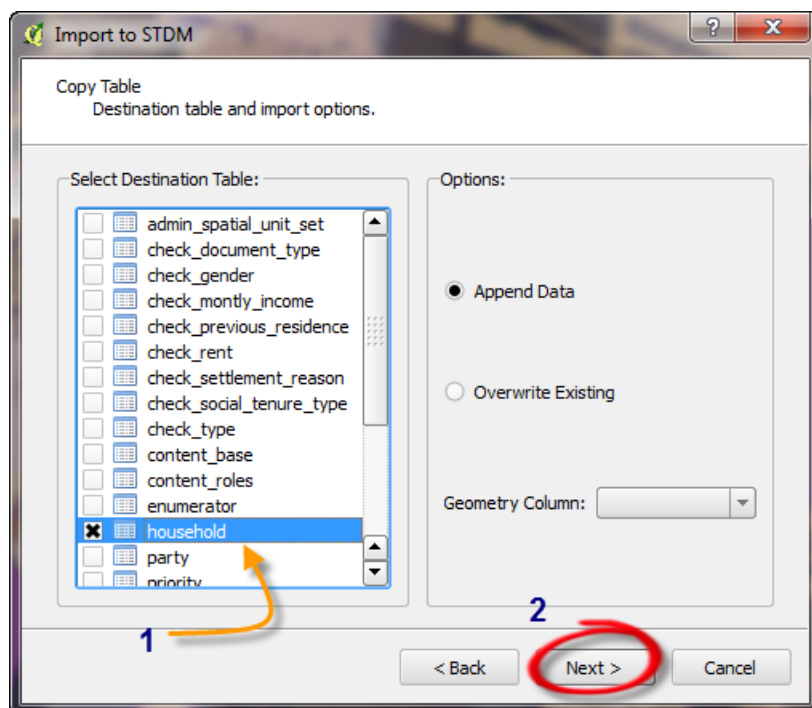 Import to STDM
?
X
Copy Table
Destination table and import options.
Select Destination Table:
admin_spatial_unit_set
check_document_type
check_gender
check_montly_income
check_previous_residence
check_rent
check_settlement_reason
check_social_tenure_type
check_type
content_base
content_roles
enumerator
household
party
priority
Options:
Append Data
Overwrite Existing
Geometry Column:
1
2
< Back
Next >
Cancel